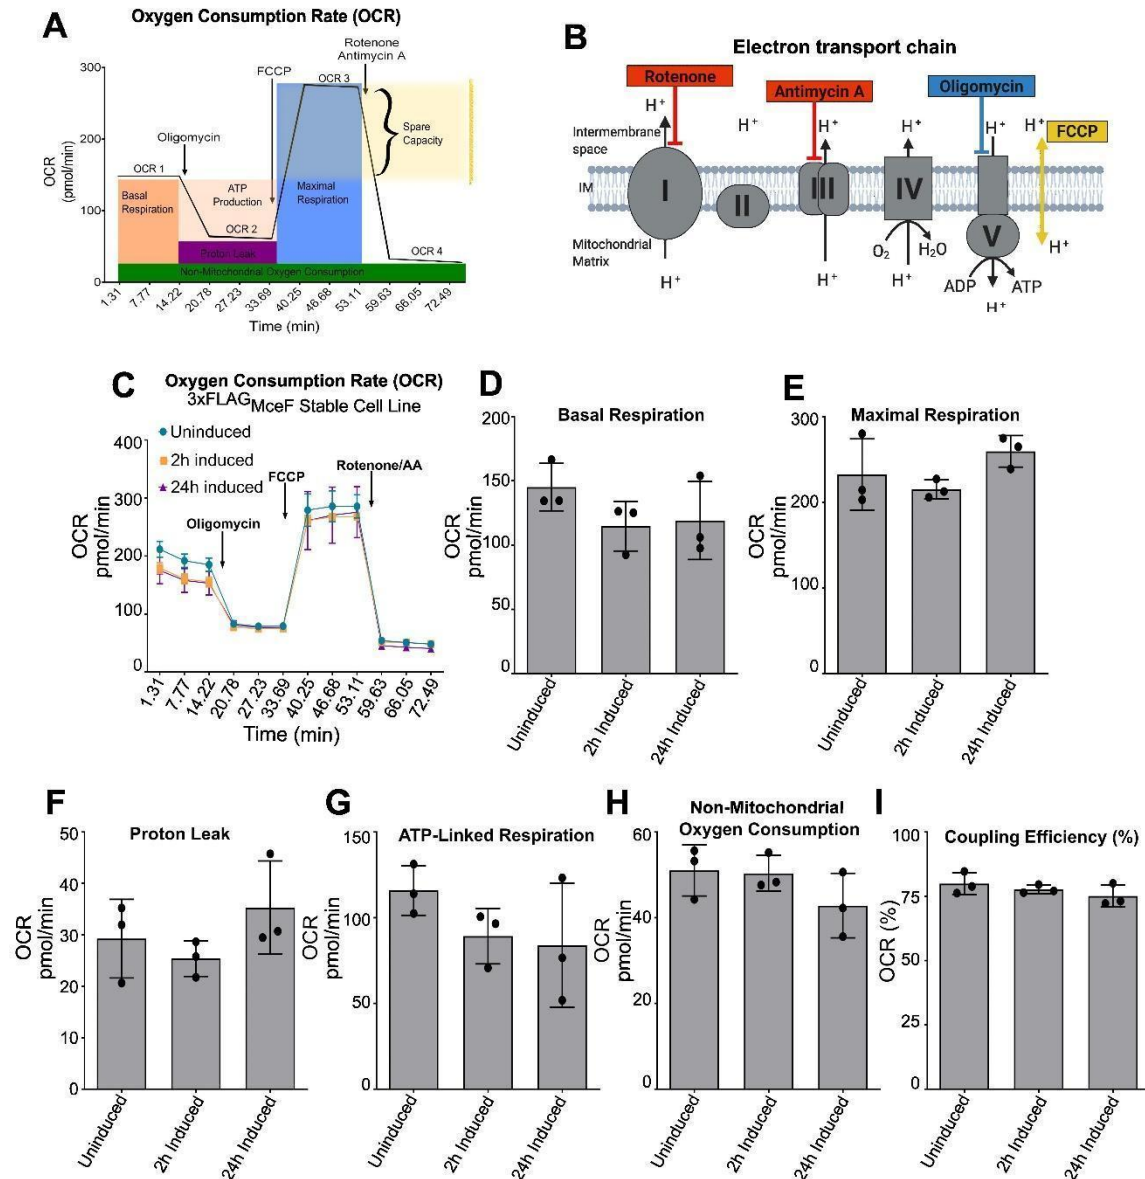 A
Oxygen Consumption Rate (OCR)
Rotenone
Antimycin A
FCCP
OCR 3
300
Oligomycin
200
Spare
Capacity
OCR
(pmol/min)
OCR 1
Basal
Respiration
ATP
Production
Maximal
Respiration
100
OCR 2
Proton Leak
OCR 4
Non-Mitochondrial Oxygen Consumption
0
1.31 7.77 14.22 20.78 27.23 33.69 40.25 46.68 53.11 59.63 66.05 72.49
Time (min)
B
Electron transport chain
Rotenone
Antimycin A
Oligomycin
FCCP
H+ H+ H+ H+ H+ H+
Intermembrane
space
IM
I II III IV V
Mitochondrial
Matrix
O2 H2O
H+ H+ H+ H+ H+
ADP ATP
C
Oxygen Consumption Rate (OCR)
3xFLAG MceF Stable Cell Line
Uninduced
2h induced
24h induced
Oligomycin
FCCP
Rotenone/AA
OCR
pmol/min
400
300
200
100
0
1.31 7.77 14.22 20.78 27.23 33.69 40.25 46.68 53.11 59.63 66.05 72.49
Time (min)
D
Basal Respiration
OCR
pmol/min
200
150
100
50
0
Uninduced 2h Induced 24h Induced
E
Maximal Respiration
OCR
pmol/min
300
200
100
0
Uninduced 2h Induced 24h Induced
F
Proton Leak
OCR
pmol/min
50
40
30
20
10
0
Uninduced 2h Induced 24h Induced
G
ATP-Linked Respiration
OCR
pmol/min
150
100
50
0
Uninduced 2h Induced 24h Induced
H
Non-Mitochondrial
Oxygen Consumption
OCR
pmol/min
60
40
20
0
Uninduced 2h Induced 24h Induced
I
Coupling Efficiency (%)
OCR (%)
100
75
50
25
0
Uninduced 2h Induced 24h Induced